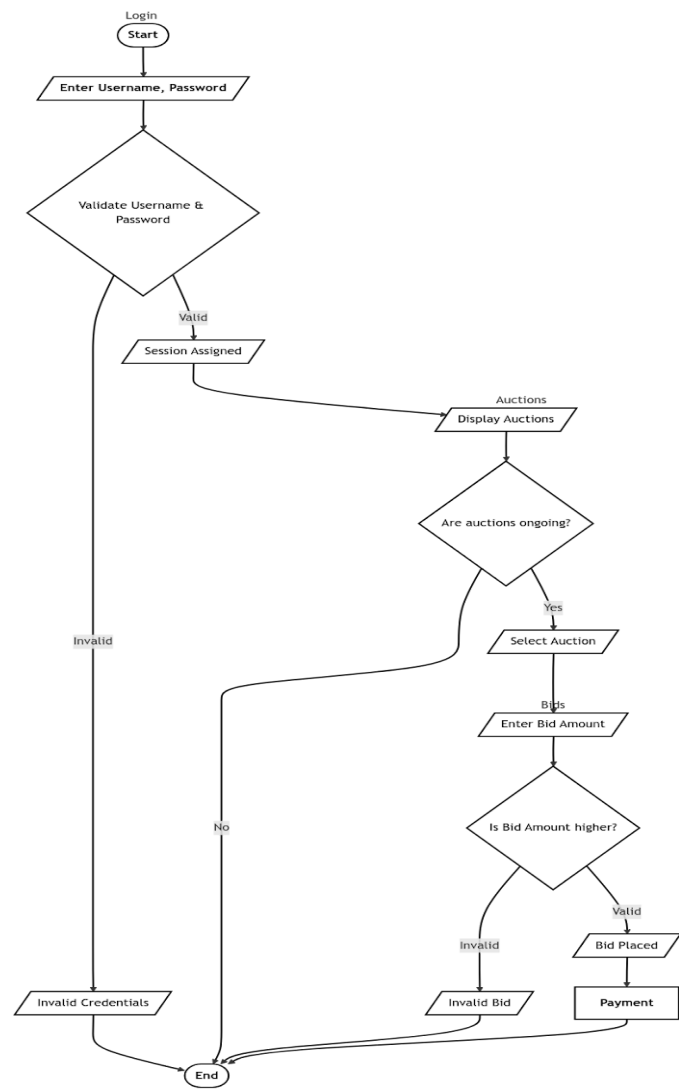 Login
Start
Enter Username, Password
Validate Username &
Password
Valid
Session Assigned
Auctions
Display Auctions
Are auctions ongoing?
Yes
Select Auction
Invalid
Bids
Enter Bid Amount
No
Is Bid Amount higher?
Valid
Invalid
Bid Placed
Invalid Credentials
Invalid Bid
Payment
End